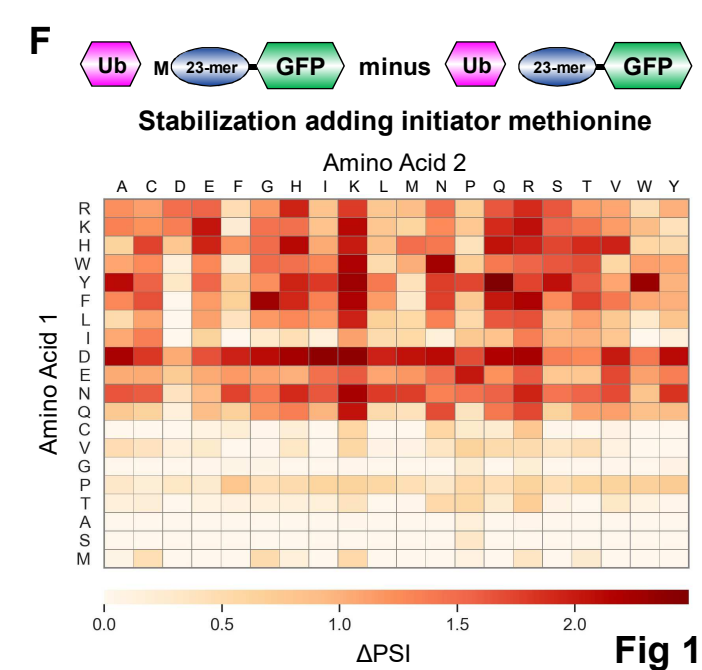 F
Ub M 23-mer GFP minus Ub 23-mer GFP
Stabilization adding initiator methionine
Amino Acid 2
A C D E F G H I K L M N P Q R S T V W Y
Amino Acid 1
R
K
H
W
Y
F
L
I
D
E
N
Q
C
V
G
P
T
A
S
M
0.0 0.5 1.0 1.5 2.0
ΔPSI
Fig 1